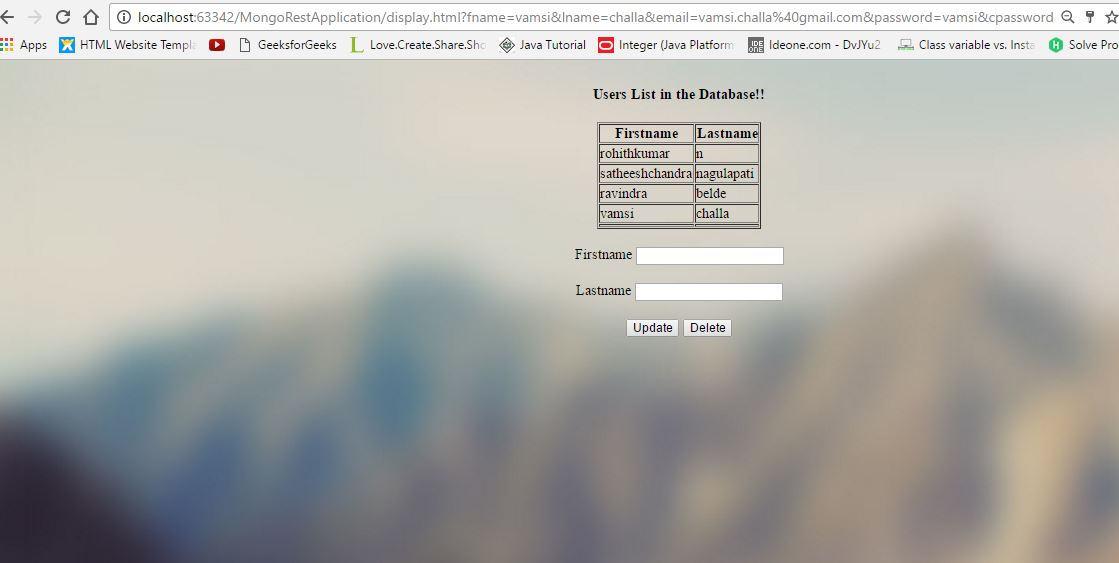 localhost:63342/MongoRestApplication/display.html?fname=vamsi&lname=challa&email=vamsi.challa%40gmail.com&password=vamsi&cpassword
Apps HTML Website Templa GeeksforGeeks Love.Create.Share.Sho Java Tutorial Integer (Java Platform IDE ONE Ideone.com - DvJYu2 Class variable vs. Insta Solve Pro
Users List in the Database!!
Firstname Lastname
rohithkumar n
satheeshchandra nagulapati
ravindra belde
vamsi challa
Firstname
Lastname
Update Delete